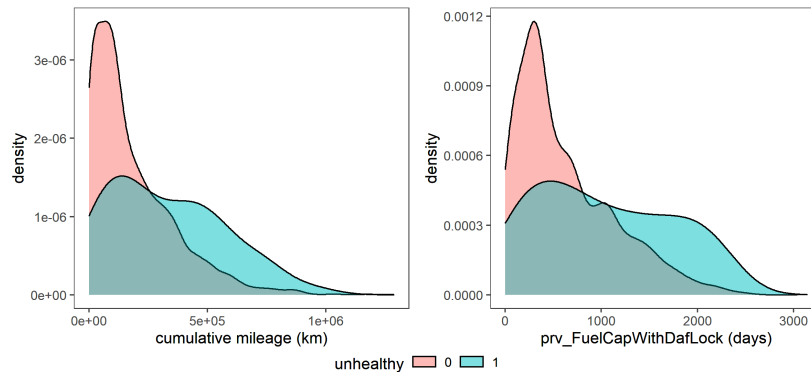 density
3e-06
2e-06
1e-06
0e+00
0e+00 5e+05 1e+06
cumulative mileage (km)
density
0.0012
0.0009
0.0006
0.0003
0.0000
0 1000 2000 3000
prv_FuelCapWithDafLock (days)
unhealthy 0 1